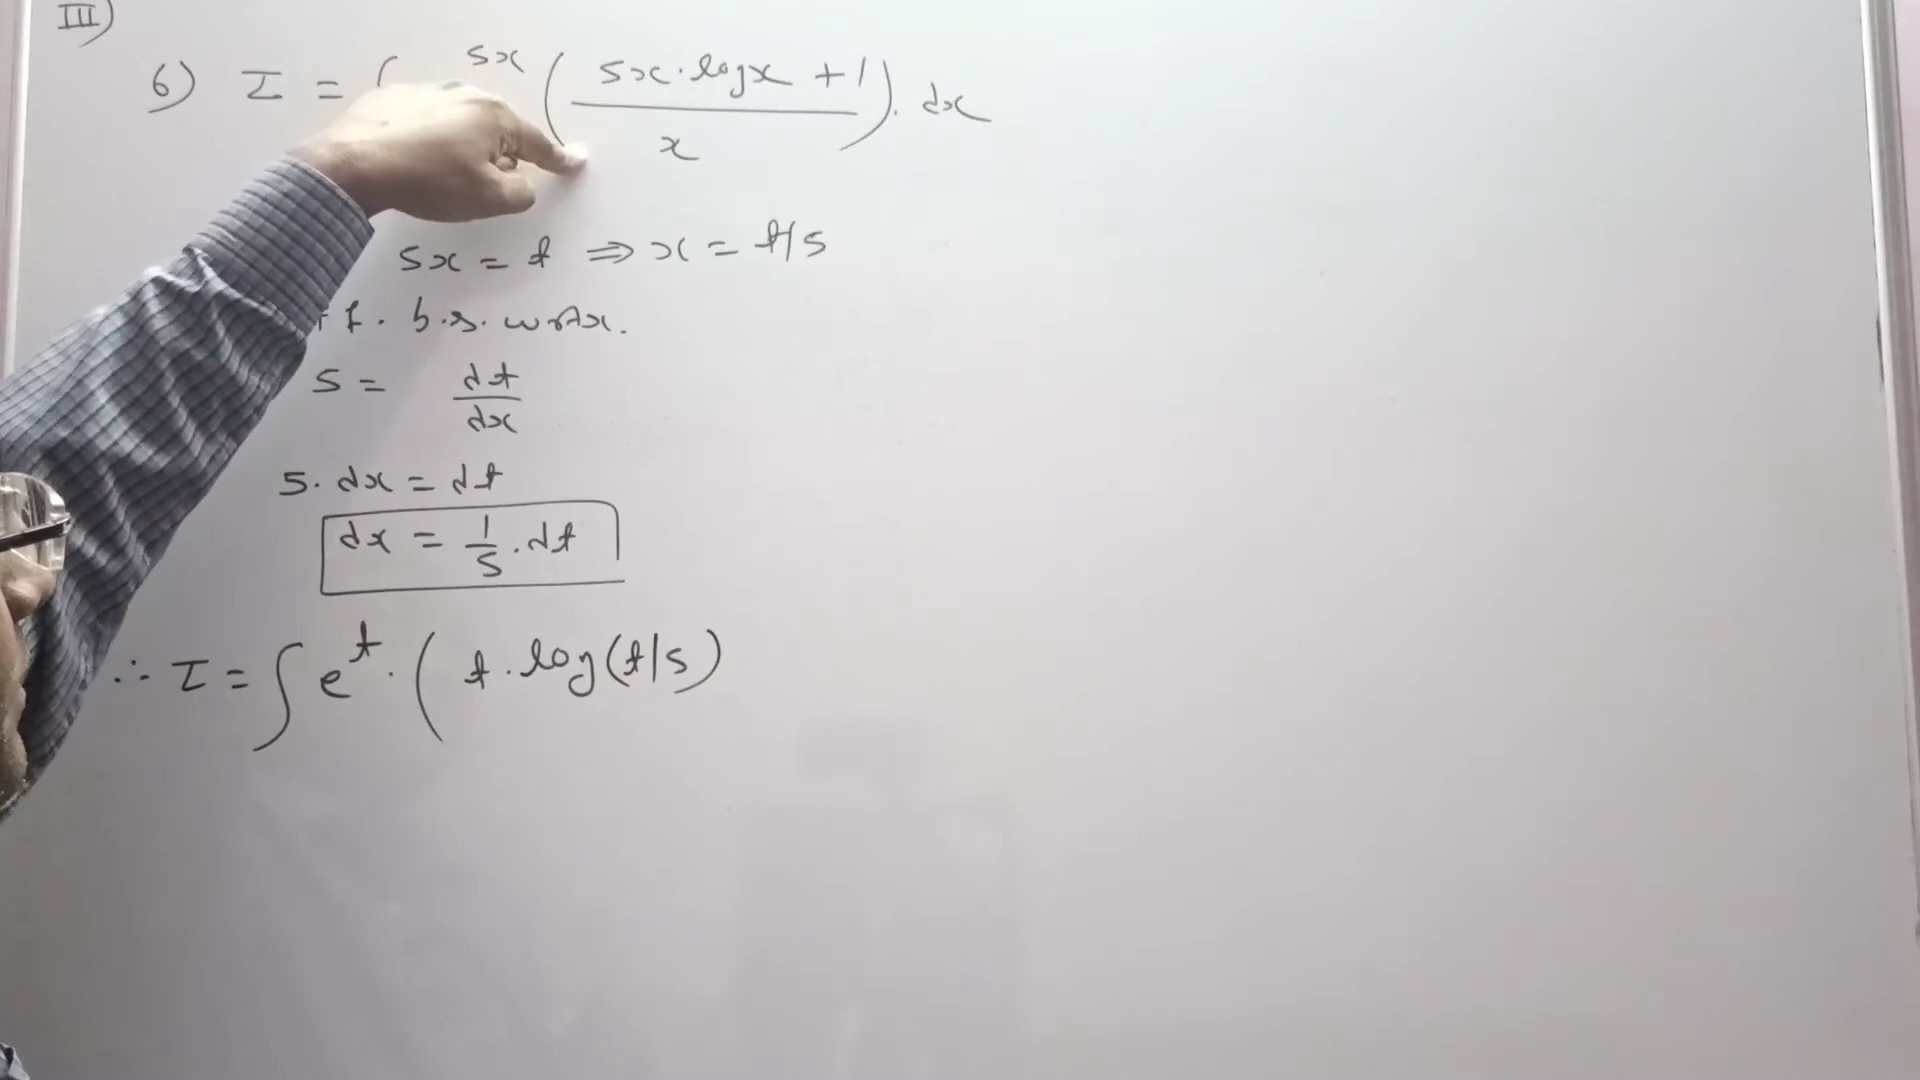 III)
6) I = ∫ 5x ( 5x·logx + 1 / x ). dx
5x = t ⇒ x = t/5
f. b.s. w.r.t.x.
5 = dt/dx
5. dx = dt
dx = 1/5 . dt
∴ I = ∫ e^t . ( t . log(t/5)